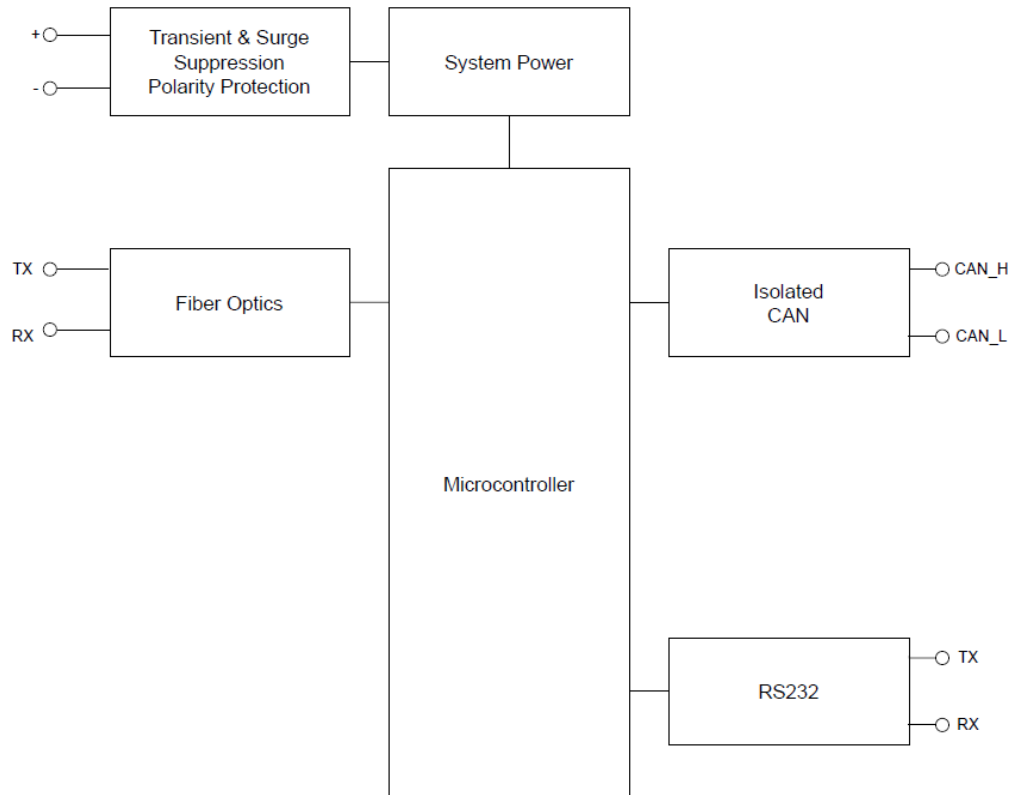 +
Transient & Surge
Suppression
Polarity Protection
-
System Power
TX
RX
Fiber Optics
Isolated
CAN
CAN_H
CAN_L
Microcontroller
RS232
TX
RX